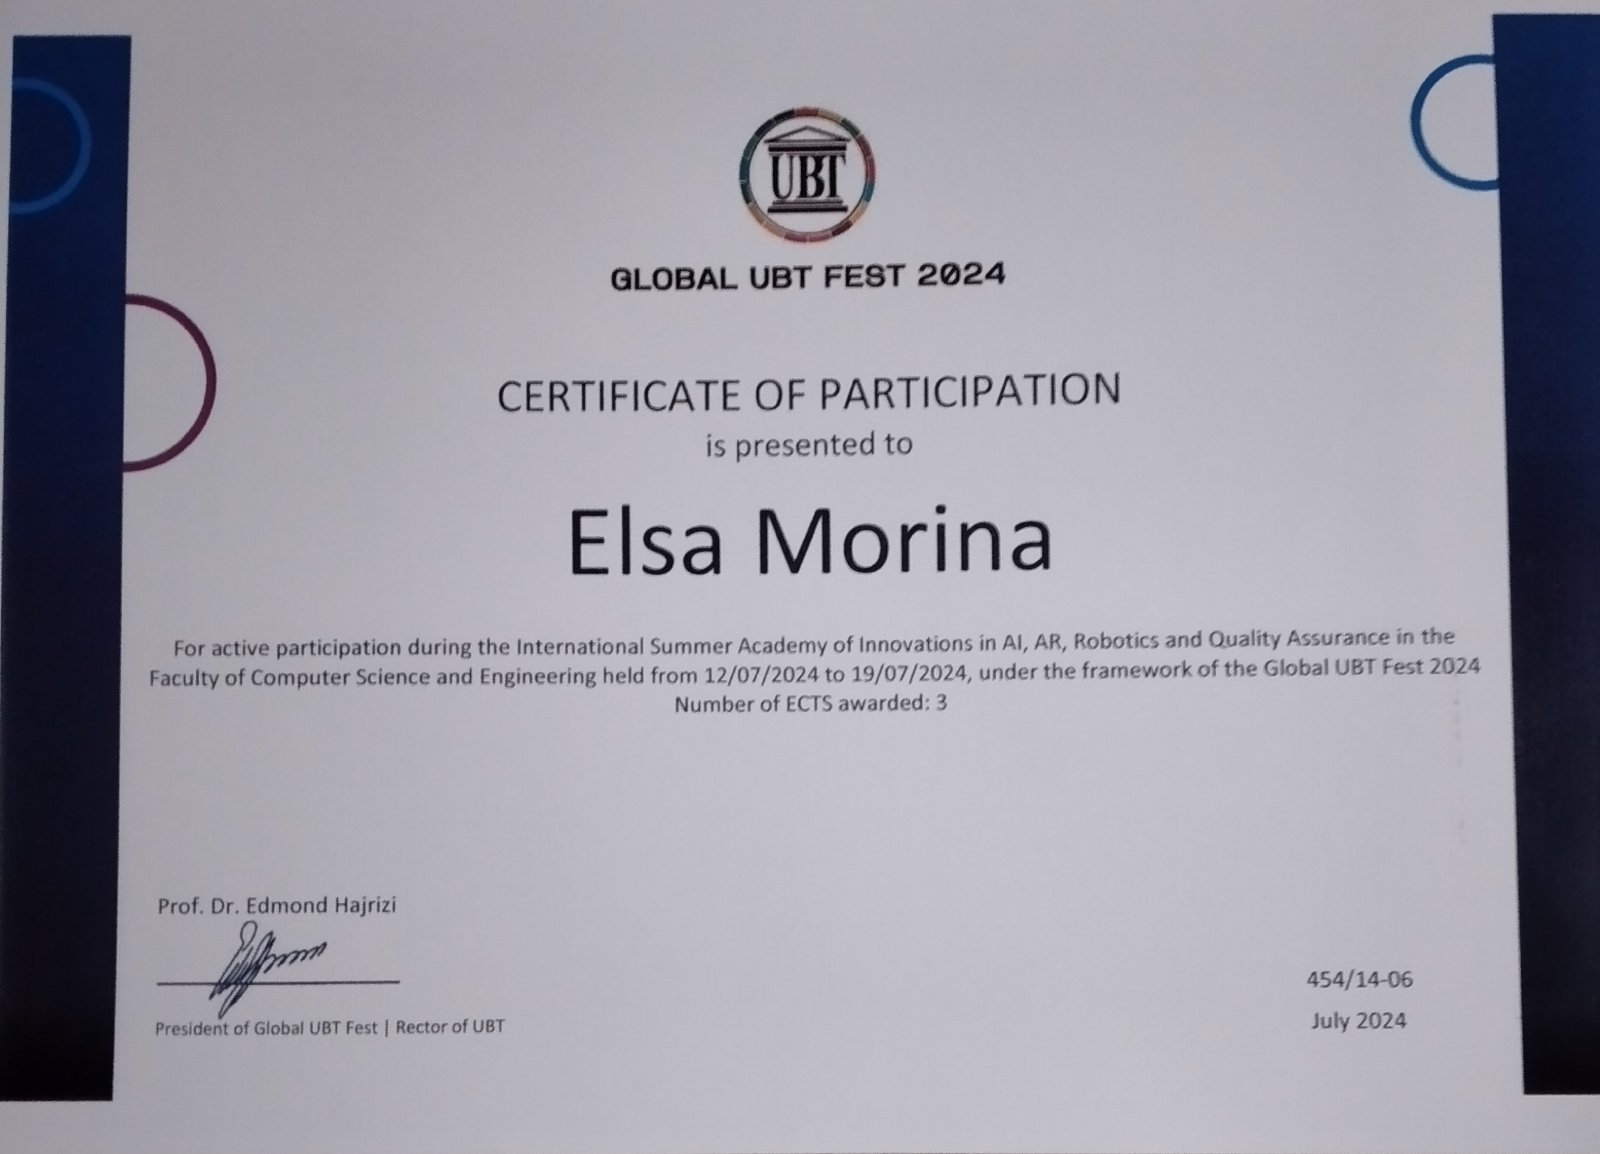 UBT
GLOBAL UBT FEST 2024
CERTIFICATE OF PARTICIPATION
is presented to
Elsa Morina
For active participation during the International Summer Academy of Innovations in AI, AR, Robotics and Quality Assurance in the
Faculty of Computer Science and Engineering held from 12/07/2024 to 19/07/2024, under the framework of the Global UBT Fest 2024
Number of ECTS awarded: 3
Prof. Dr. Edmond Hajrizi
President of Global UBT Fest | Rector of UBT
454/14-06
July 2024